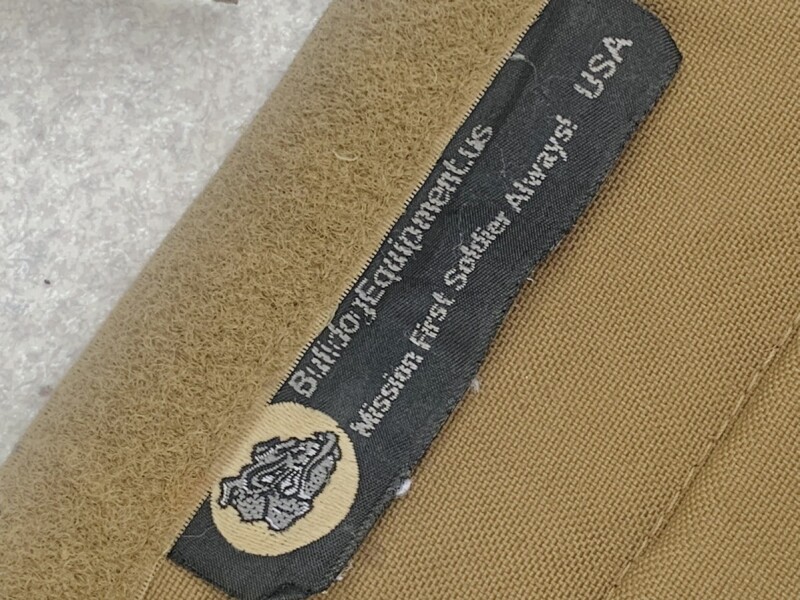 BulldogEquipment.us
Mission First Soldier Always! USA